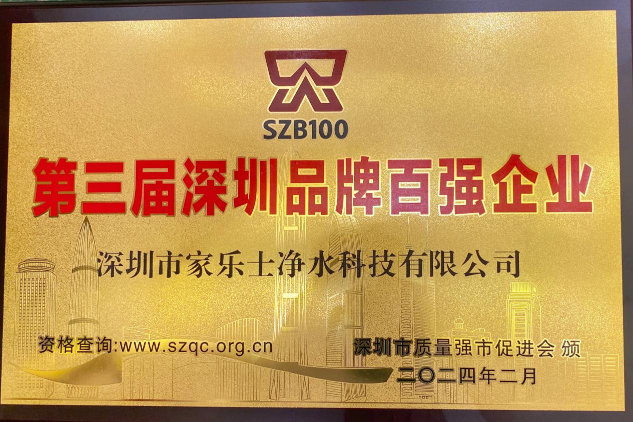 SZB100
第三届深圳品牌百强企业
深圳市家乐士净水科技有限公司
资格查询:www.szqc.org.cn
深圳市质量强市促进会 颁
二〇二四年二月